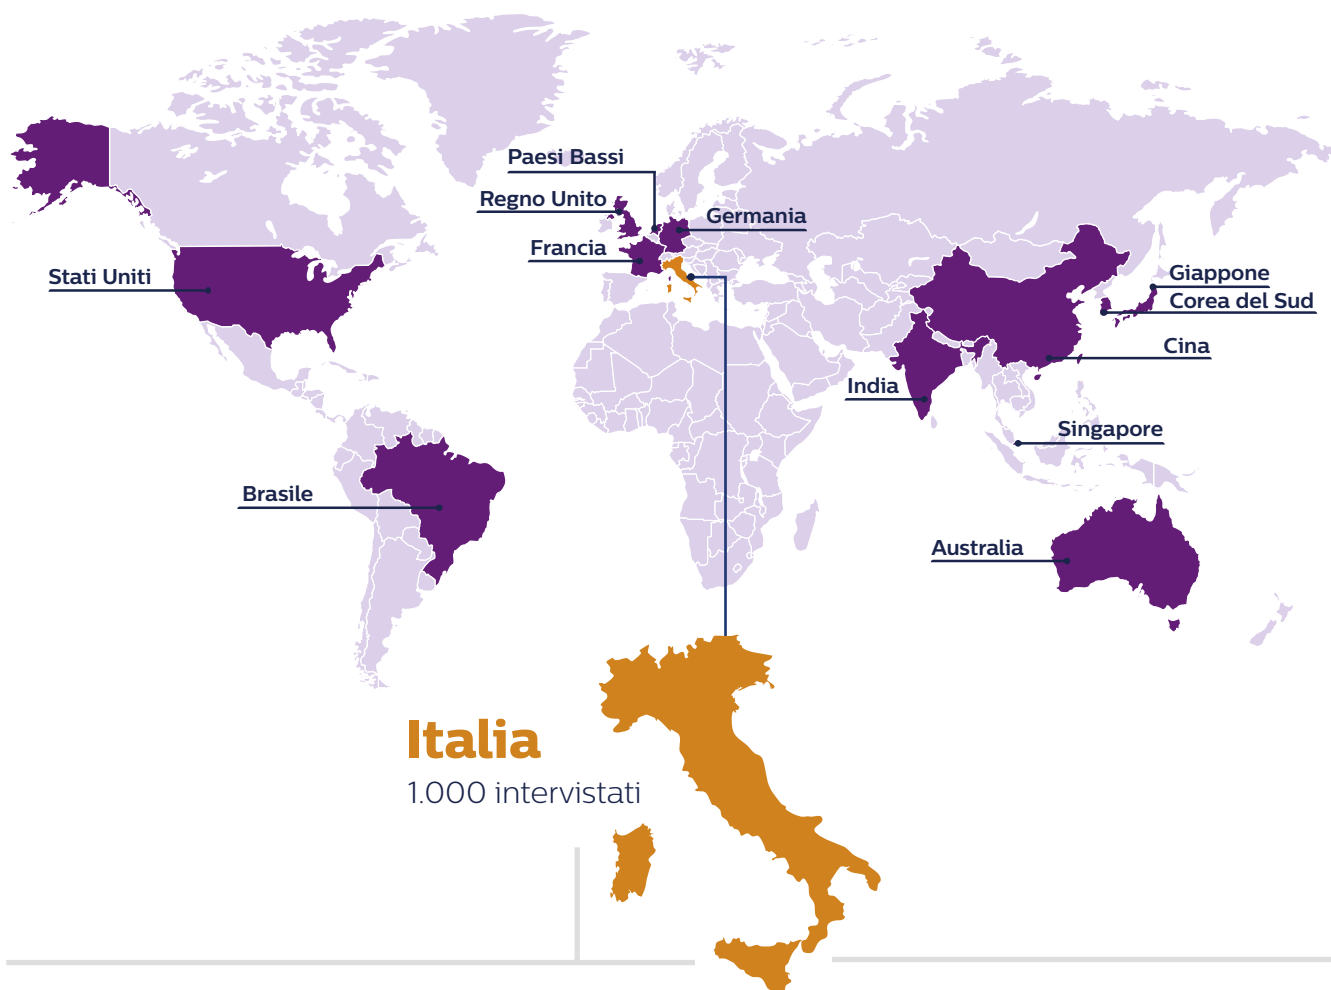 Paesi Bassi
Regno Unito
Germania
Francia
Stati Uniti
Giappone
Corea del Sud
Cina
India
Singapore
Brasile
Australia
Italia
1.000 intervistati